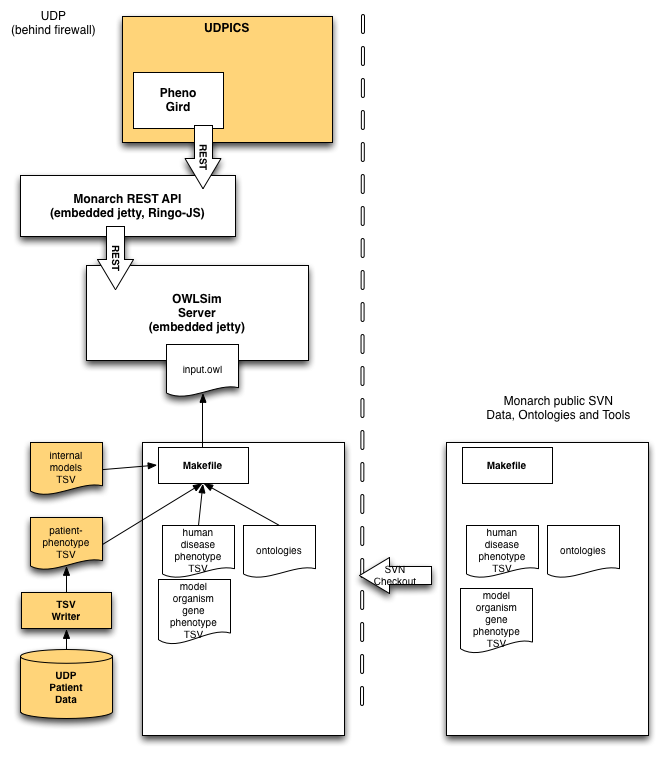 UDP
(behind firewall)
UDPICS
Pheno
Gird
REST
Monarch REST API
(embedded jetty, Ringo-JS)
REST
OWLSim
Server
(embedded jetty)
input.owl
Monarch public SVN
Data, Ontologies and Tools
internal
models
TSV
Makefile
Makefile
patient-
phenotype
TSV
human
disease
phenotype
TSV
ontologies
human
disease
phenotype
TSV
ontologies
SVN
Checkout
model
organism
gene
phenotype
TSV
model
organism
gene
phenotype
TSV
TSV
Writer
UDP
Patient
Data